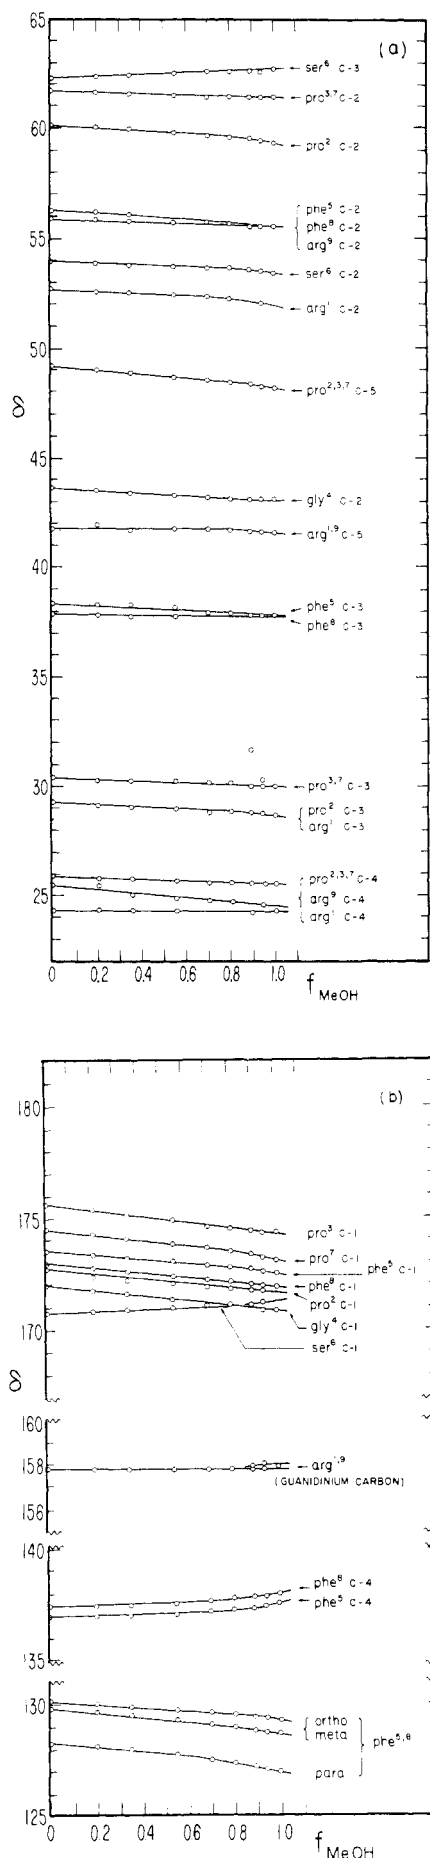 (a)
65
60
55
50
45
40
35
30
25
δ
ser⁶ c-3
pro³,⁷ c-2
pro² c-2
phe⁵ c-2
phe⁸ c-2
arg⁹ c-2
ser⁶ c-2
arg¹ c-2
pro²,³,⁷ c-5
gly⁴ c-2
arg¹,⁹ c-5
phe⁵ c-3
phe⁸ c-3
pro³,⁷ c-3
pro² c-3
arg¹ c-3
pro²,³,⁷ c-4
arg⁹ c-4
arg¹ c-4
0 0.2 0.4 0.6 0.8 1.0 f MeOH
(b)
180
175
170
δ
160
158
155
140
137
135
130
125
pro³ c-1
pro⁷ c-1
phe⁵ c-1
phe⁸ c-1
pro² c-1
gly⁴ c-1
ser⁶ c-1
arg¹,⁹
(GUANIDINIUM CARBON)
phe⁸ c-4
phe⁵ c-4
ortho
meta
phe⁵,⁸
para
0 0.2 0.4 0.6 0.8 1.0 f MeOH